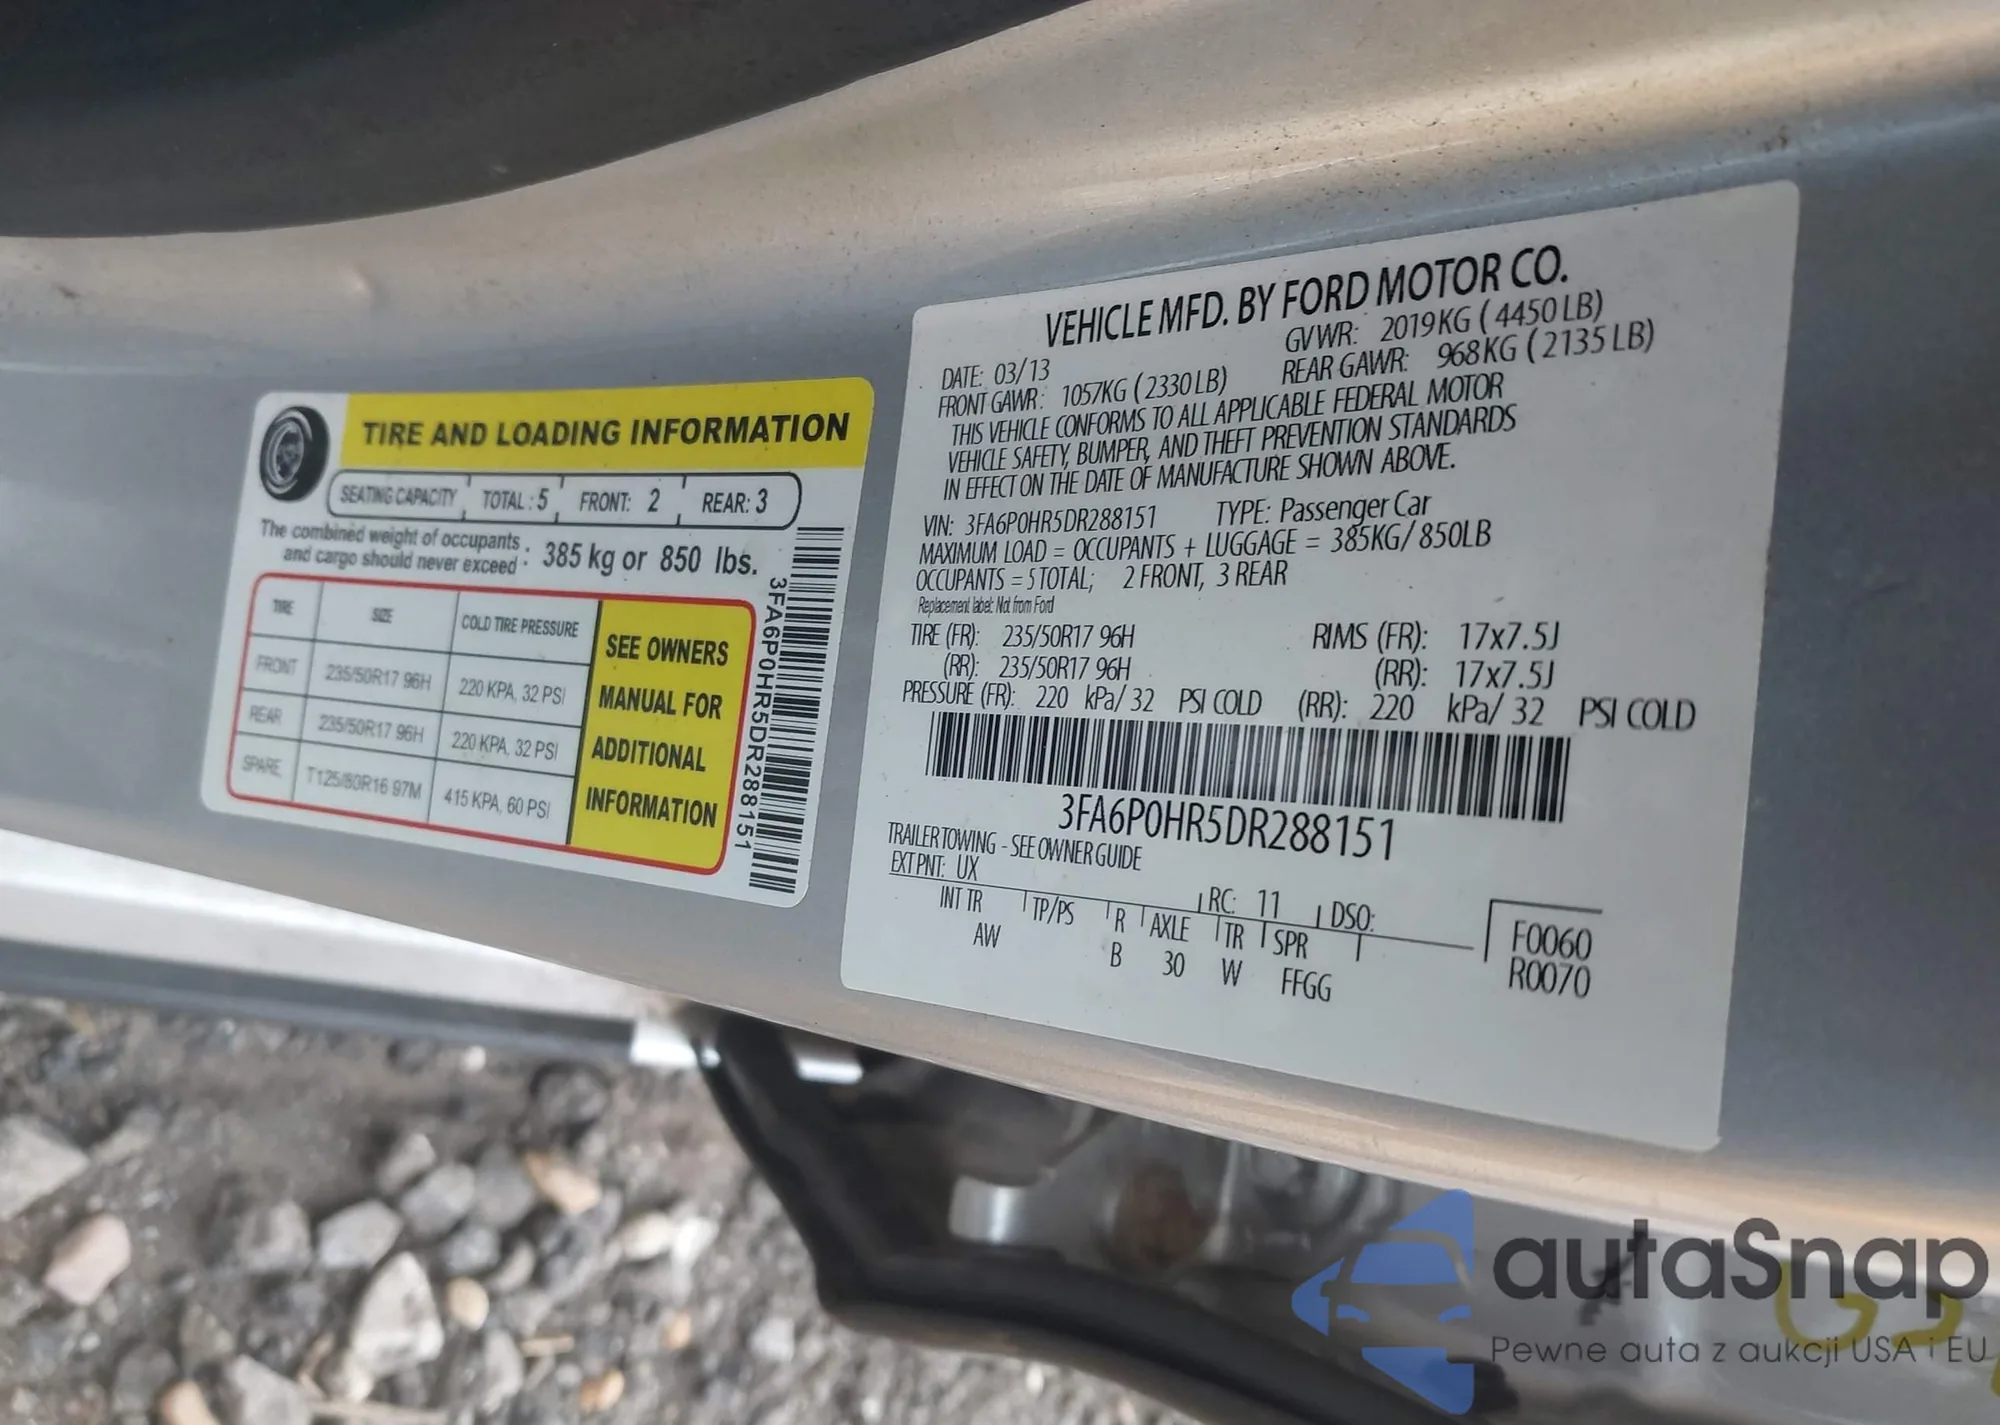 TIRE AND LOADING INFORMATION
SEATING CAPACITY TOTAL : 5 FRONT: 2 REAR: 3
The combined weight of occupants
and cargo should never exceed : 385 kg or 850 lbs.
TIRE SIZE COLD TIRE PRESSURE
FRONT 235/50R17 96H 220 KPA, 32 PSI
REAR 235/50R17 96H 220 KPA, 32 PSI
SPARE T125/80R16 97M 415 KPA, 60 PSI
SEE OWNERS
MANUAL FOR
ADDITIONAL
INFORMATION
3FA6P0HR5DR288151
VEHICLE MFD. BY FORD MOTOR CO.
DATE: 03/13 GVWR: 2019KG ( 4450 LB)
FRONT GAWR: 1057KG ( 2330 LB) REAR GAWR: 968KG ( 2135 LB)
THIS VEHICLE CONFORMS TO ALL APPLICABLE FEDERAL MOTOR
VEHICLE SAFETY, BUMPER, AND THEFT PREVENTION STANDARDS
IN EFFECT ON THE DATE OF MANUFACTURE SHOWN ABOVE.
VIN: 3FA6P0HR5DR288151 TYPE: Passenger Car
MAXIMUM LOAD = OCCUPANTS + LUGGAGE = 385KG/ 850LB
OCCUPANTS = 5 TOTAL; 2 FRONT, 3 REAR
Replacement label: Not from Ford
TIRE (FR): 235/50R17 96H RIMS (FR): 17x7.5J
(RR): 235/50R17 96H (RR): 17x7.5J
PRESSURE (FR): 220 kPa/ 32 PSI COLD (RR): 220 kPa/ 32 PSI COLD
3FA6P0HR5DR288151
TRAILER TOWING - SEE OWNER GUIDE
EXT PNT: UX RC: 11 DSO:
INT TR TP/PS R AXLE TR SPR
AW B 30 W FFGG
F0060
R0070
autaSnap
Pewne auta z aukcji USA i EU